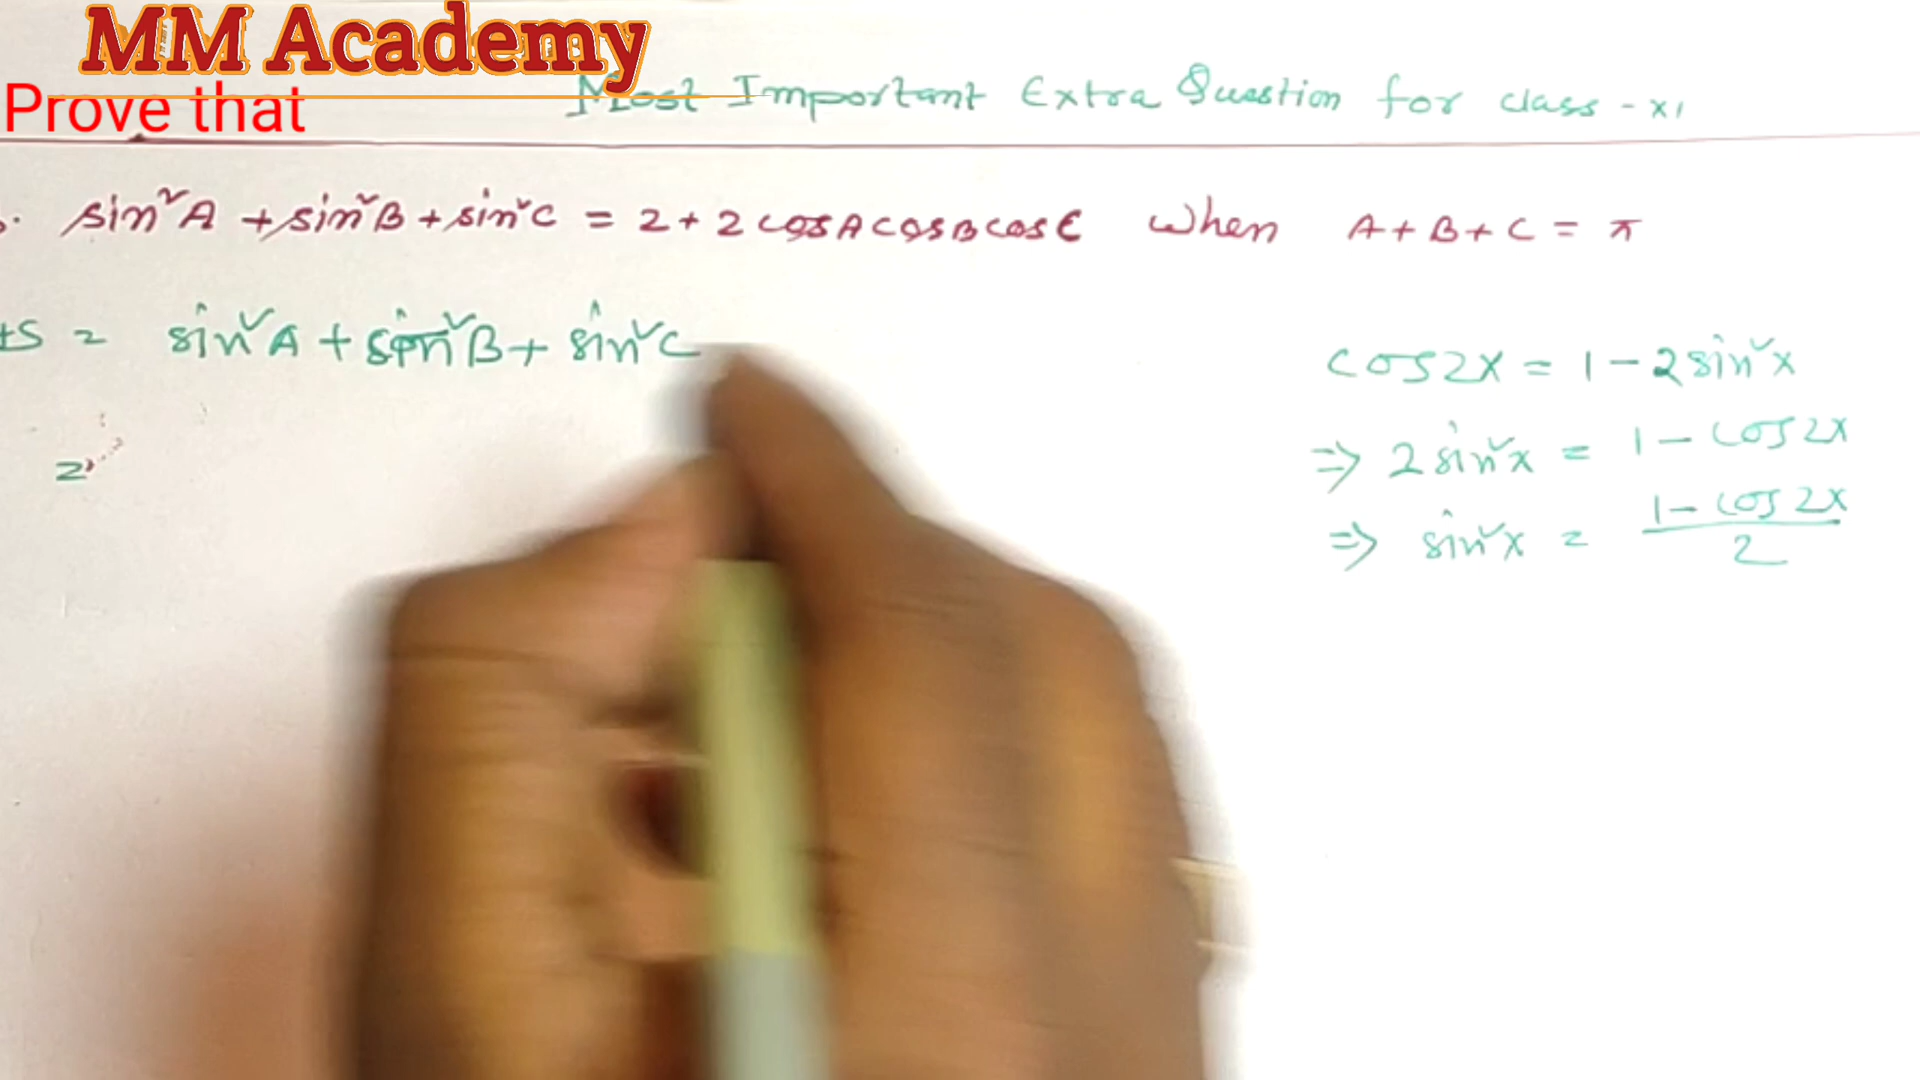 MM Academy
Prove that
Most Important Extra Question for class - XI
sin²A + sin²B + sin²C = 2 + 2 cosA cosB cosC when A + B + C = π
= sin²A + sin²B + sin²C
cos2x = 1 - 2sin²x
⇒ 2sin²x = 1 - cos2x
⇒ sin²x = (1 - cos2x)/2